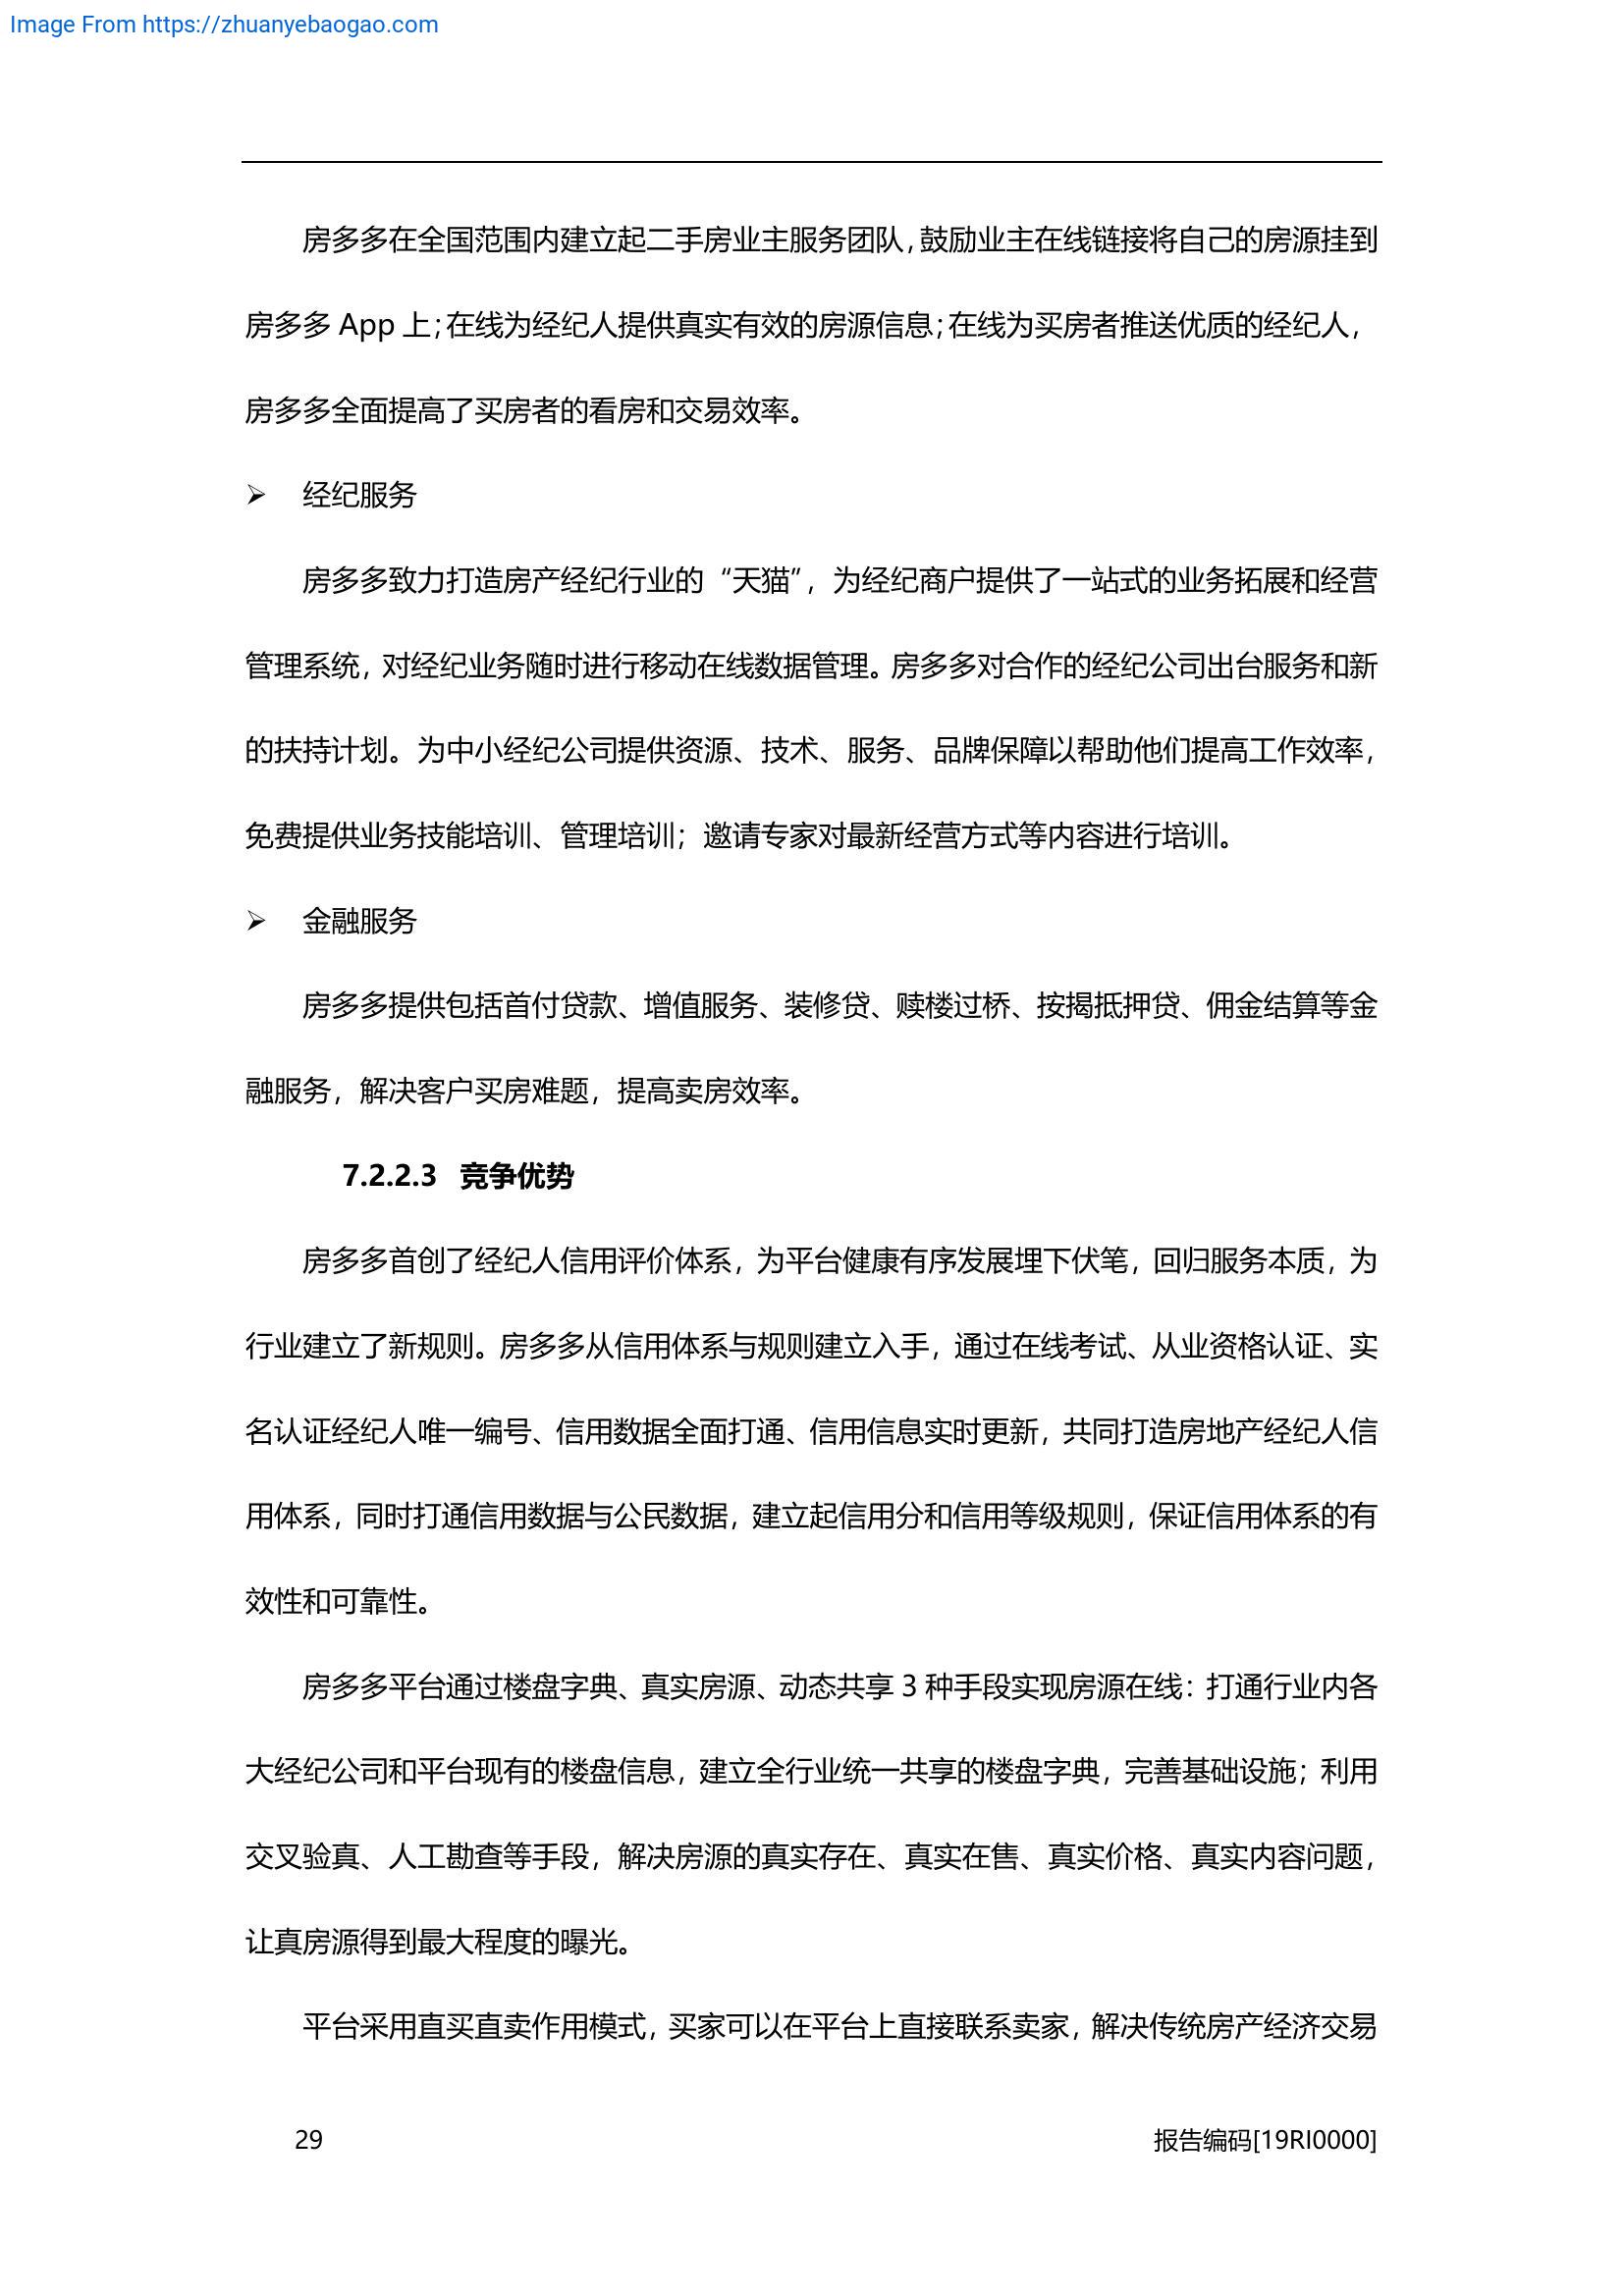 Image From https://zhuanyebaogao.com
房多多在全国范围内建立起二手房业主服务团队，鼓励业主在线链接将自己的房源挂到
房多多 App 上；在线为经纪人提供真实有效的房源信息；在线为买房者推送优质的经纪人，
房多多全面提高了买房者的看房和交易效率。
➢ 经纪服务
房多多致力打造房产经纪行业的“天猫”，为经纪商户提供了一站式的业务拓展和经营
管理系统，对经纪业务随时进行移动在线数据管理。房多多对合作的经纪公司出台服务和新
的扶持计划。为中小经纪公司提供资源、技术、服务、品牌保障以帮助他们提高工作效率，
免费提供业务技能培训、管理培训；邀请专家对最新经营方式等内容进行培训。
➢ 金融服务
房多多提供包括首付贷款、增值服务、装修贷、赎楼过桥、按揭抵押贷、佣金结算等金
融服务，解决客户买房难题，提高卖房效率。
7.2.2.3 竞争优势
房多多首创了经纪人信用评价体系，为平台健康有序发展埋下伏笔，回归服务本质，为
行业建立了新规则。房多多从信用体系与规则建立入手，通过在线考试、从业资格认证、实
名认证经纪人唯一编号、信用数据全面打通、信用信息实时更新，共同打造房地产经纪人信
用体系，同时打通信用数据与公民数据，建立起信用分和信用等级规则，保证信用体系的有
效性和可靠性。
房多多平台通过楼盘字典、真实房源、动态共享 3 种手段实现房源在线：打通行业内各
大经纪公司和平台现有的楼盘信息，建立全行业统一共享的楼盘字典，完善基础设施；利用
交叉验真、人工勘查等手段，解决房源的真实存在、真实在售、真实价格、真实内容问题，
让真房源得到最大程度的曝光。
平台采用直买直卖作用模式，买家可以在平台上直接联系卖家，解决传统房产经济交易
29 报告编码[19RI0000]